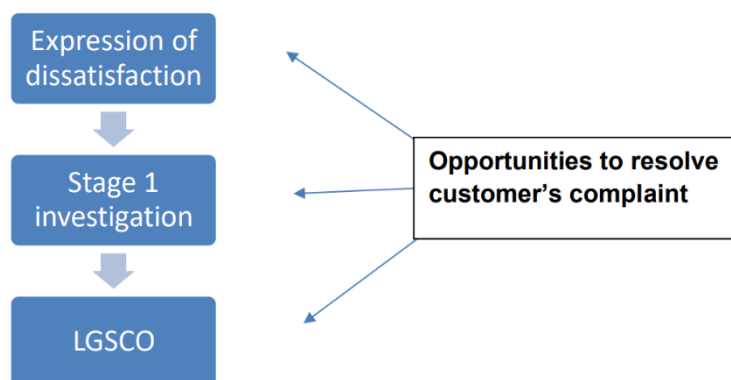 Expression of
dissatisfaction
Stage 1
investigation
LGSCO
Opportunities to resolve
customer’s complaint